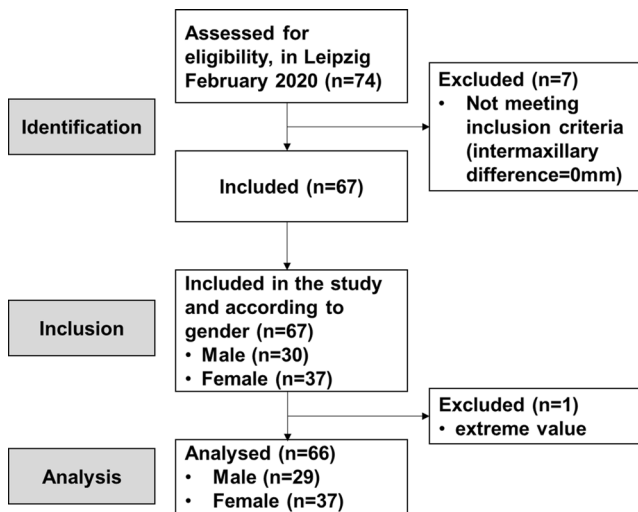 Assessed for
eligibility, in Leipzig
February 2020 (n=74)
Excluded (n=7)
• Not meeting
inclusion criteria
(intermaxillary
difference=0mm)
Identification
Included (n=67)
Included in the study
and according to
gender (n=67)
• Male (n=30)
• Female (n=37)
Inclusion
Excluded (n=1)
• extreme value
Analysed (n=66)
• Male (n=29)
• Female (n=37)
Analysis